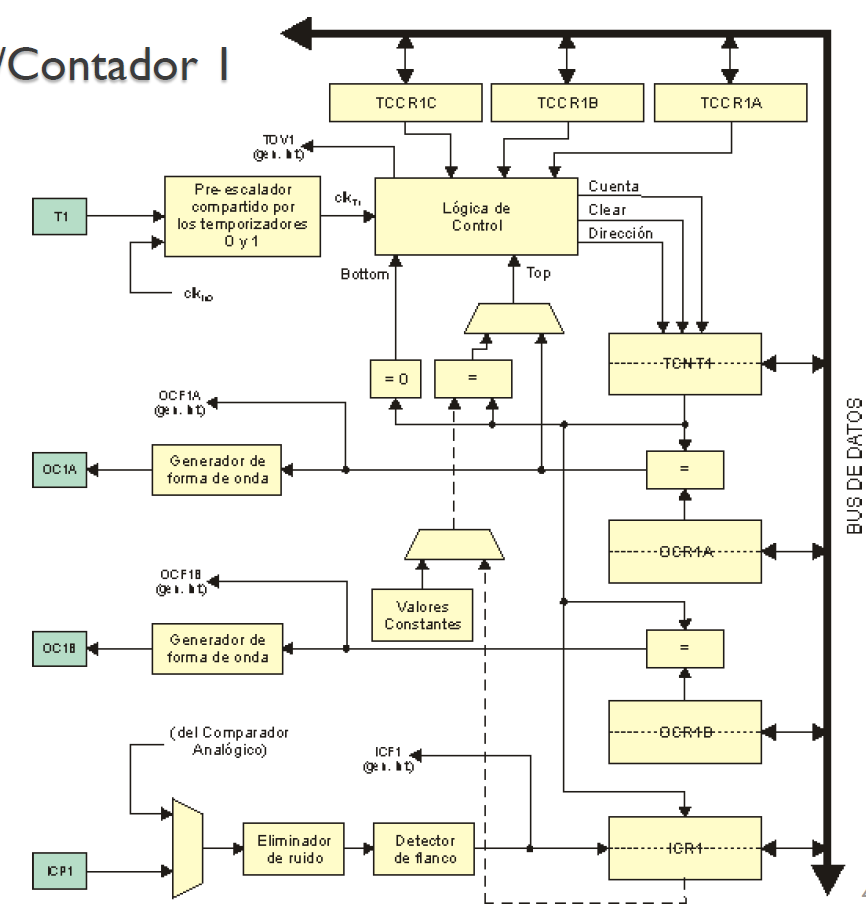 /Contador 1
TCCR1C
TCCR1B
TCCR1A
TOV1
(gen. int)
T1
Pre-escalador
compartido por
los temporizadores
0 y 1
clkT1
Lógica de
Control
Cuenta
Clear
Dirección
clkI/O
Bottom
Top
= 0
=
TCNT1
OCF1A
(gen. int)
OC1A
Generador de
forma de onda
=
OCR1A
BUS DE DATOS
OCF1B
(gen. int)
Valores
Constantes
OC1B
Generador de
forma de onda
=
OCR1B
(del Comparador
Analógico)
ICF1
(gen. int)
Eliminador
de ruido
Detector
de flanco
ICR1
ICP1